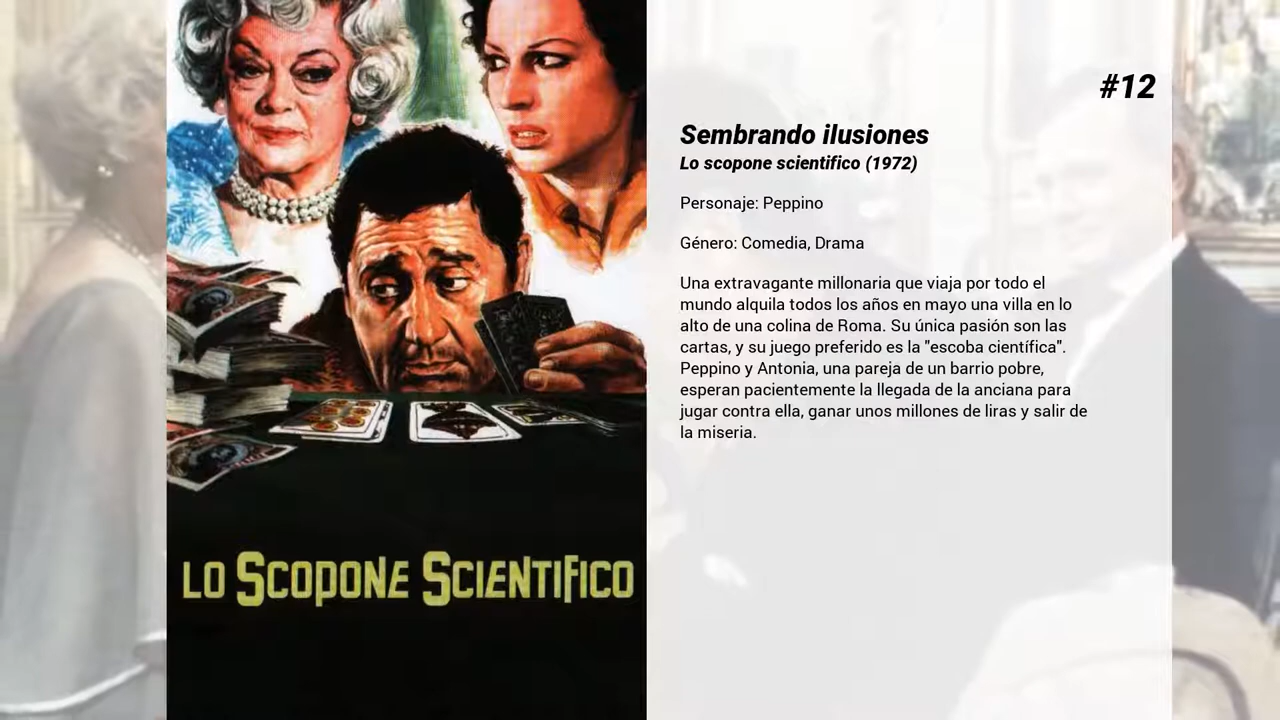 #12
Sembrando ilusiones
Lo scopone scientifico (1972)
Personaje: Peppino
Género: Comedia, Drama
Una extravagante millonaria que viaja por todo el
mundo alquila todos los años en mayo una villa en lo
alto de una colina de Roma. Su única pasión son las
cartas, y su juego preferido es la "escoba científica".
Peppino y Antonia, una pareja de un barrio pobre,
esperan pacientemente la llegada de la anciana para
jugar contra ella, ganar unos millones de liras y salir de
la miseria.
LO SCOPONE SCIENTIFICO